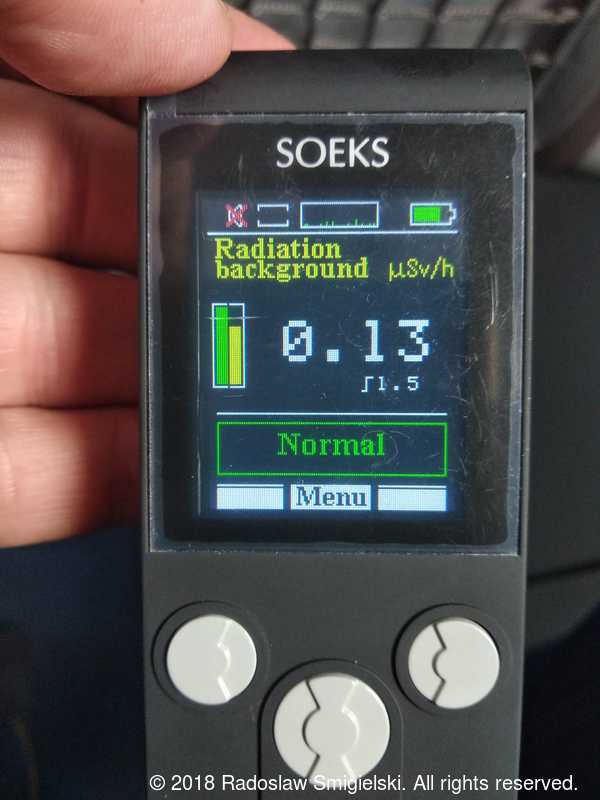 SOEKS
Radiation
background µSv/h
0.13
∫1.5
Normal
Menu
© 2018 Radoslaw Smigielski. All rights reserved.